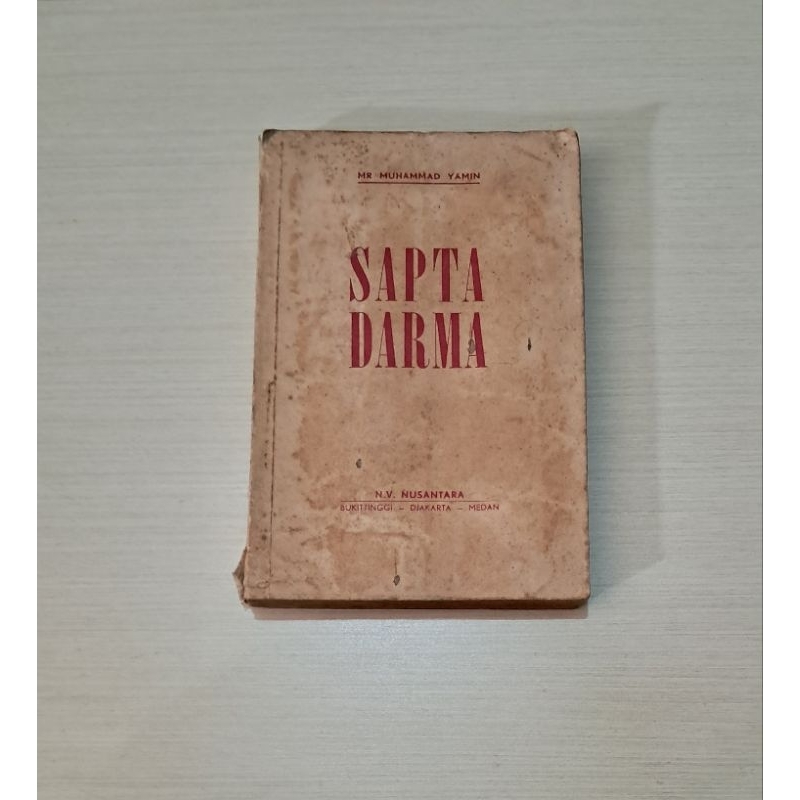 MR MUHAMMAD YAMIN
SAPTA
DARMA
N.V. NUSANTARA
BUKITTINGGI – DJAKARTA – MEDAN